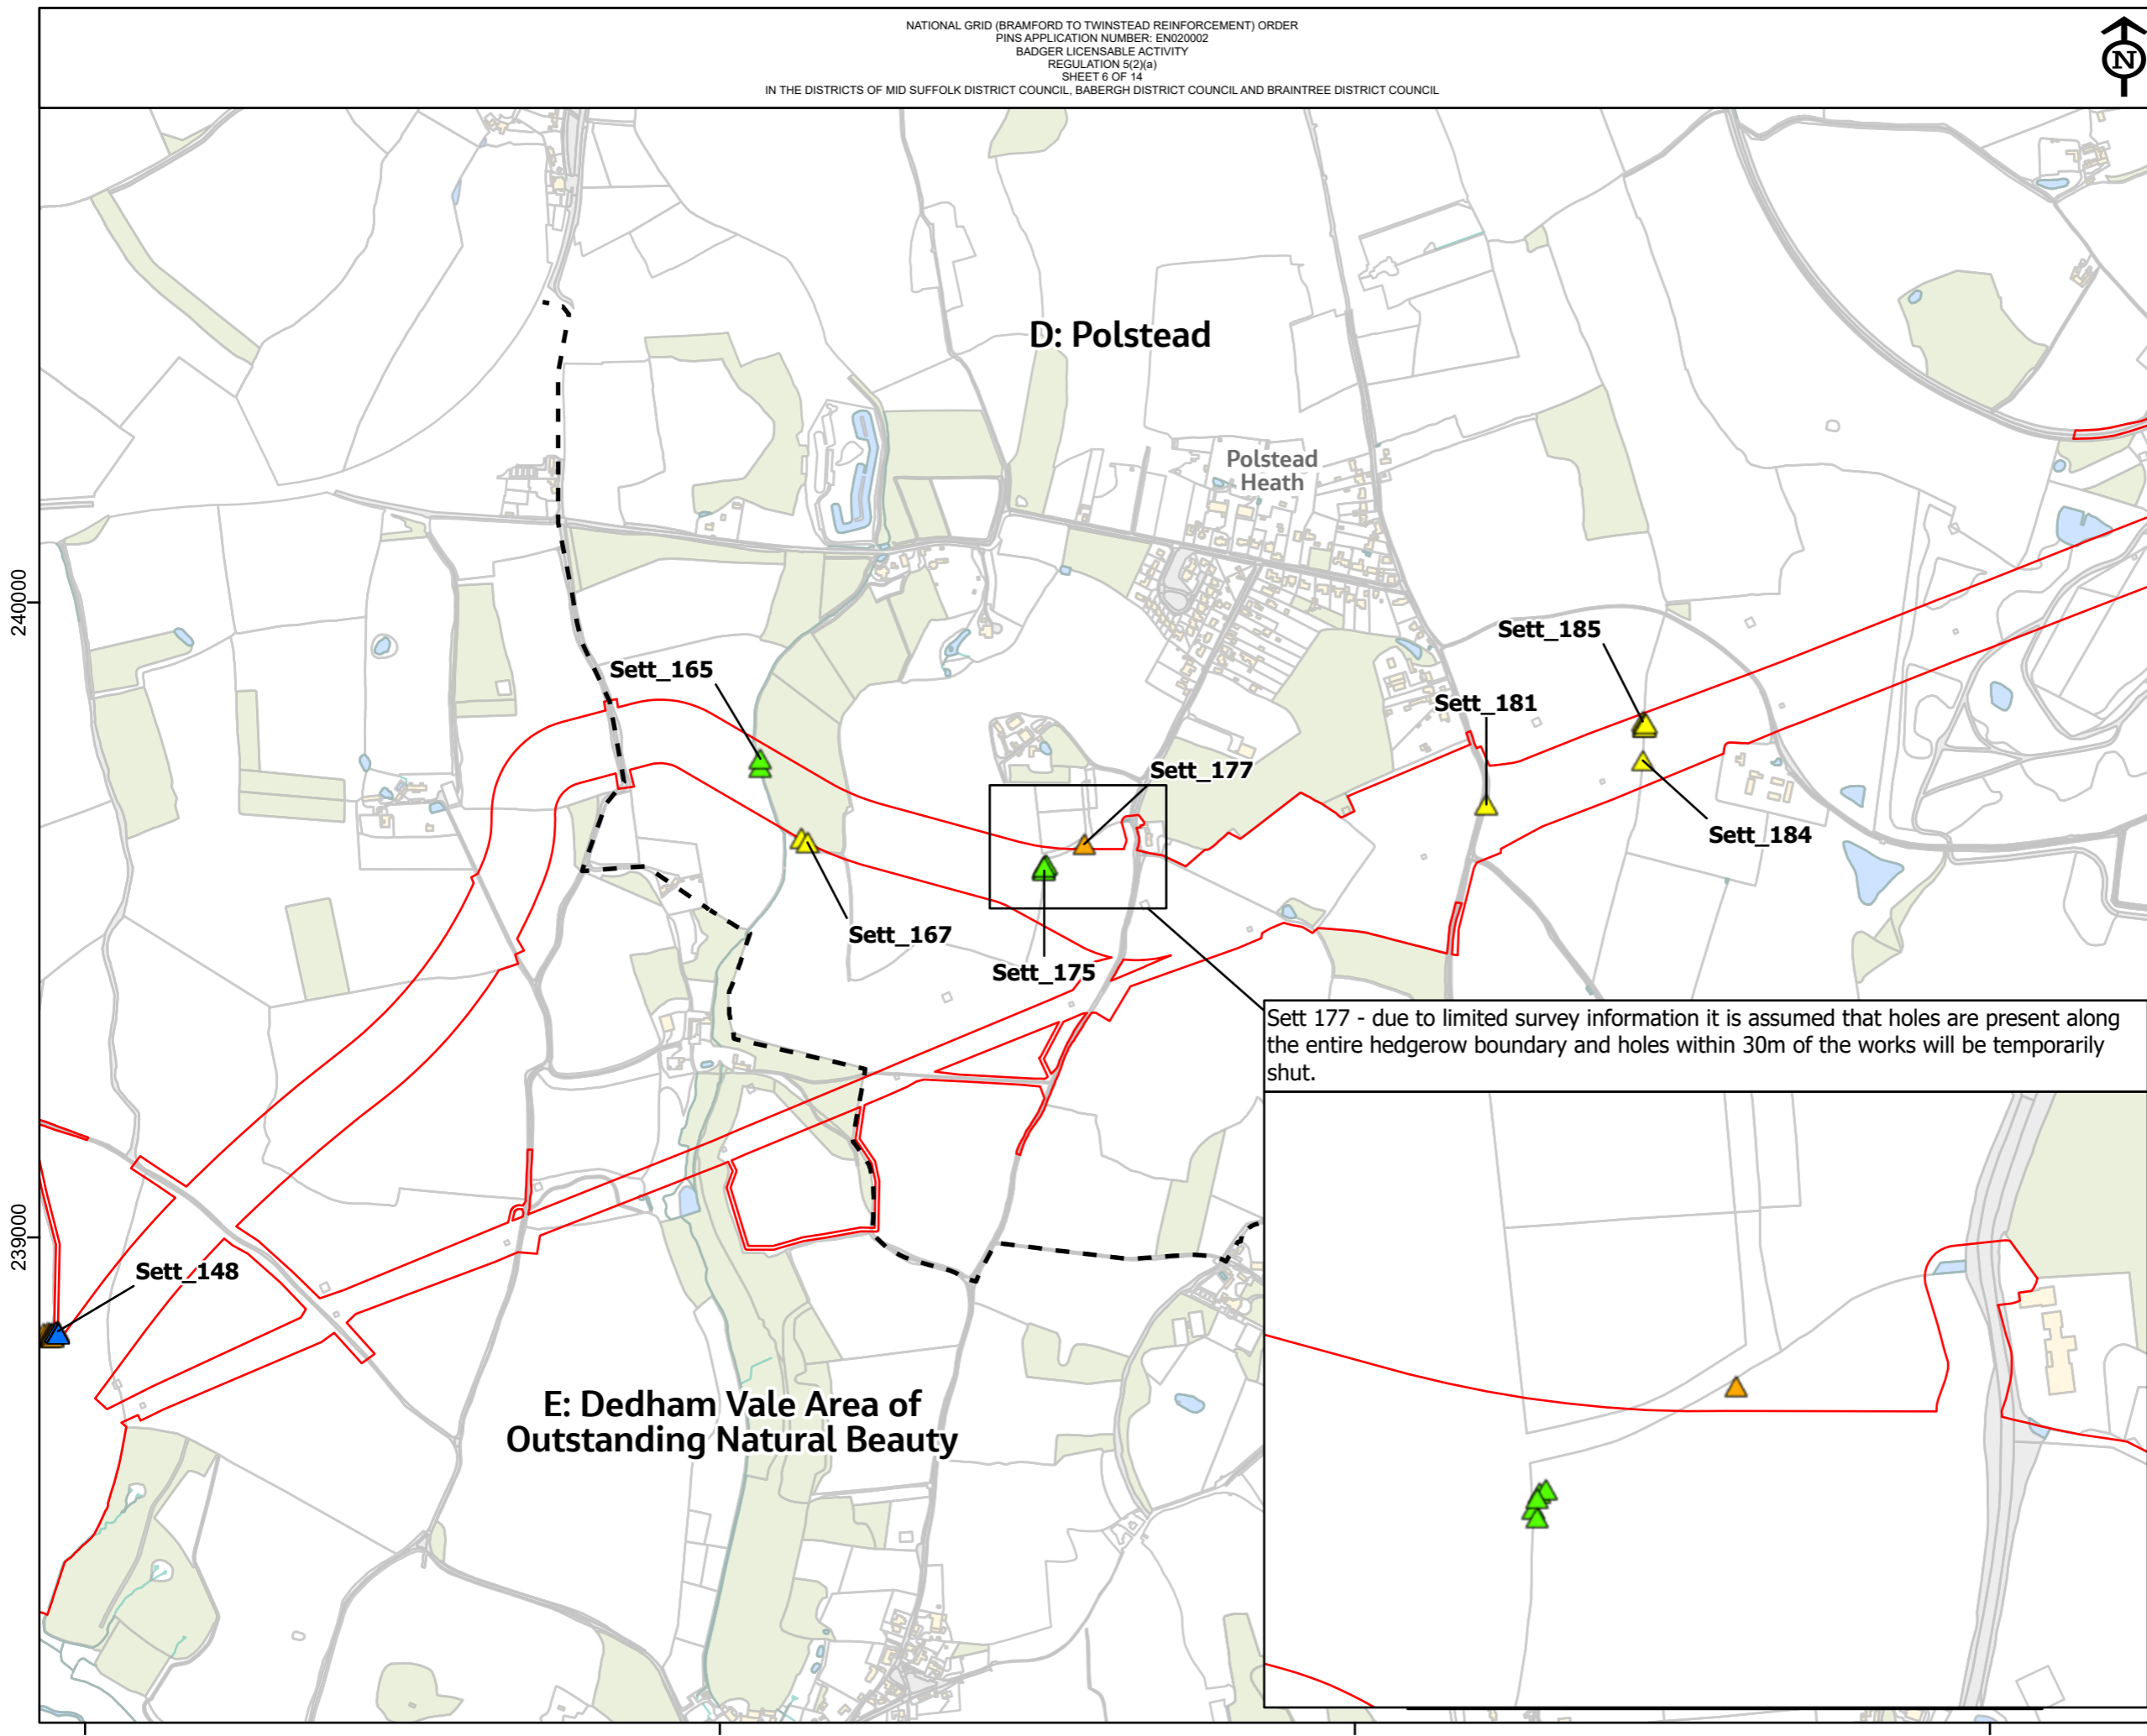 NATIONAL GRID (BRAMFORD TO TWINSTEAD REINFORCEMENT) ORDER
PINS APPLICATION NUMBER: EN020002
BADGER LICENSABLE ACTIVITY
REGULATION 5(2)(a)
SHEET 6 OF 14
IN THE DISTRICTS OF MID SUFFOLK DISTRICT COUNCIL, BABERGH DISTRICT COUNCIL AND BRAINTREE DISTRICT COUNCIL
N
D: Polstead
Polstead
Heath
240000
Sett_185
Sett_165
Sett_181
Sett_177
Sett_184
Sett_167
Sett_175
Sett 177 - due to limited survey information it is assumed that holes are present along
the entire hedgerow boundary and holes within 30m of the works will be temporarily
shut.
239000
Sett_148
E: Dedham Vale Area of
Outstanding Natural Beauty